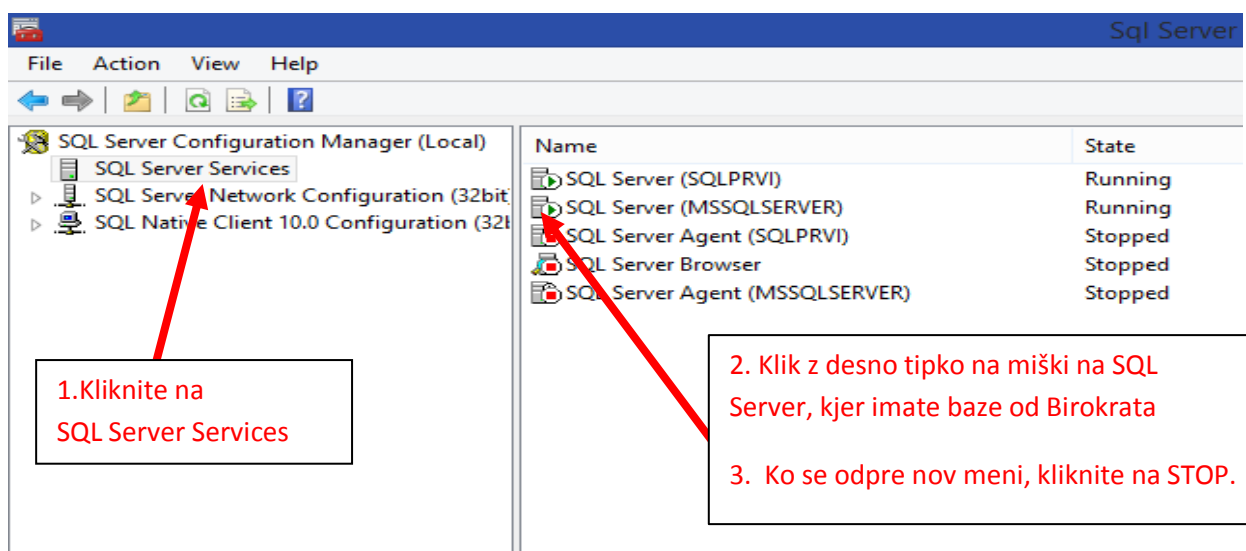 Sql Server
File Action View Help
SQL Server Configuration Manager (Local)
SQL Server Services
SQL Server Network Configuration (32bit
SQL Native Client 10.0 Configuration (32
Name State
SQL Server (SQLPRVI) Running
SQL Server (MSSQLSERVER) Running
SQL Server Agent (SQLPRVI) Stopped
SQL Server Browser Stopped
SQL Server Agent (MSSQLSERVER) Stopped
1.Kliknite na
SQL Server Services
2. Klik z desno tipko na miški na SQL
Server, kjer imate baze od Birokrata
3. Ko se odpre nov meni, kliknite na STOP.